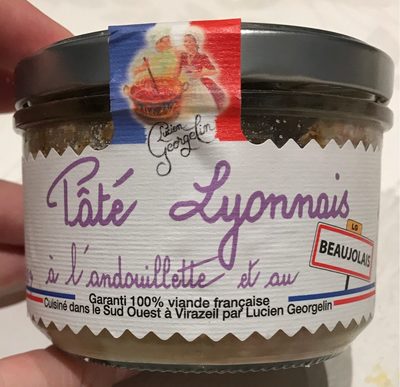 Lucien
Georgelin
Pâté Lyonnais
LG
BEAUJOLAIS
à l'andouillette et au
Garanti 100% viande française
Cuisiné dans le Sud Ouest à Virazeil par Lucien Georgelin